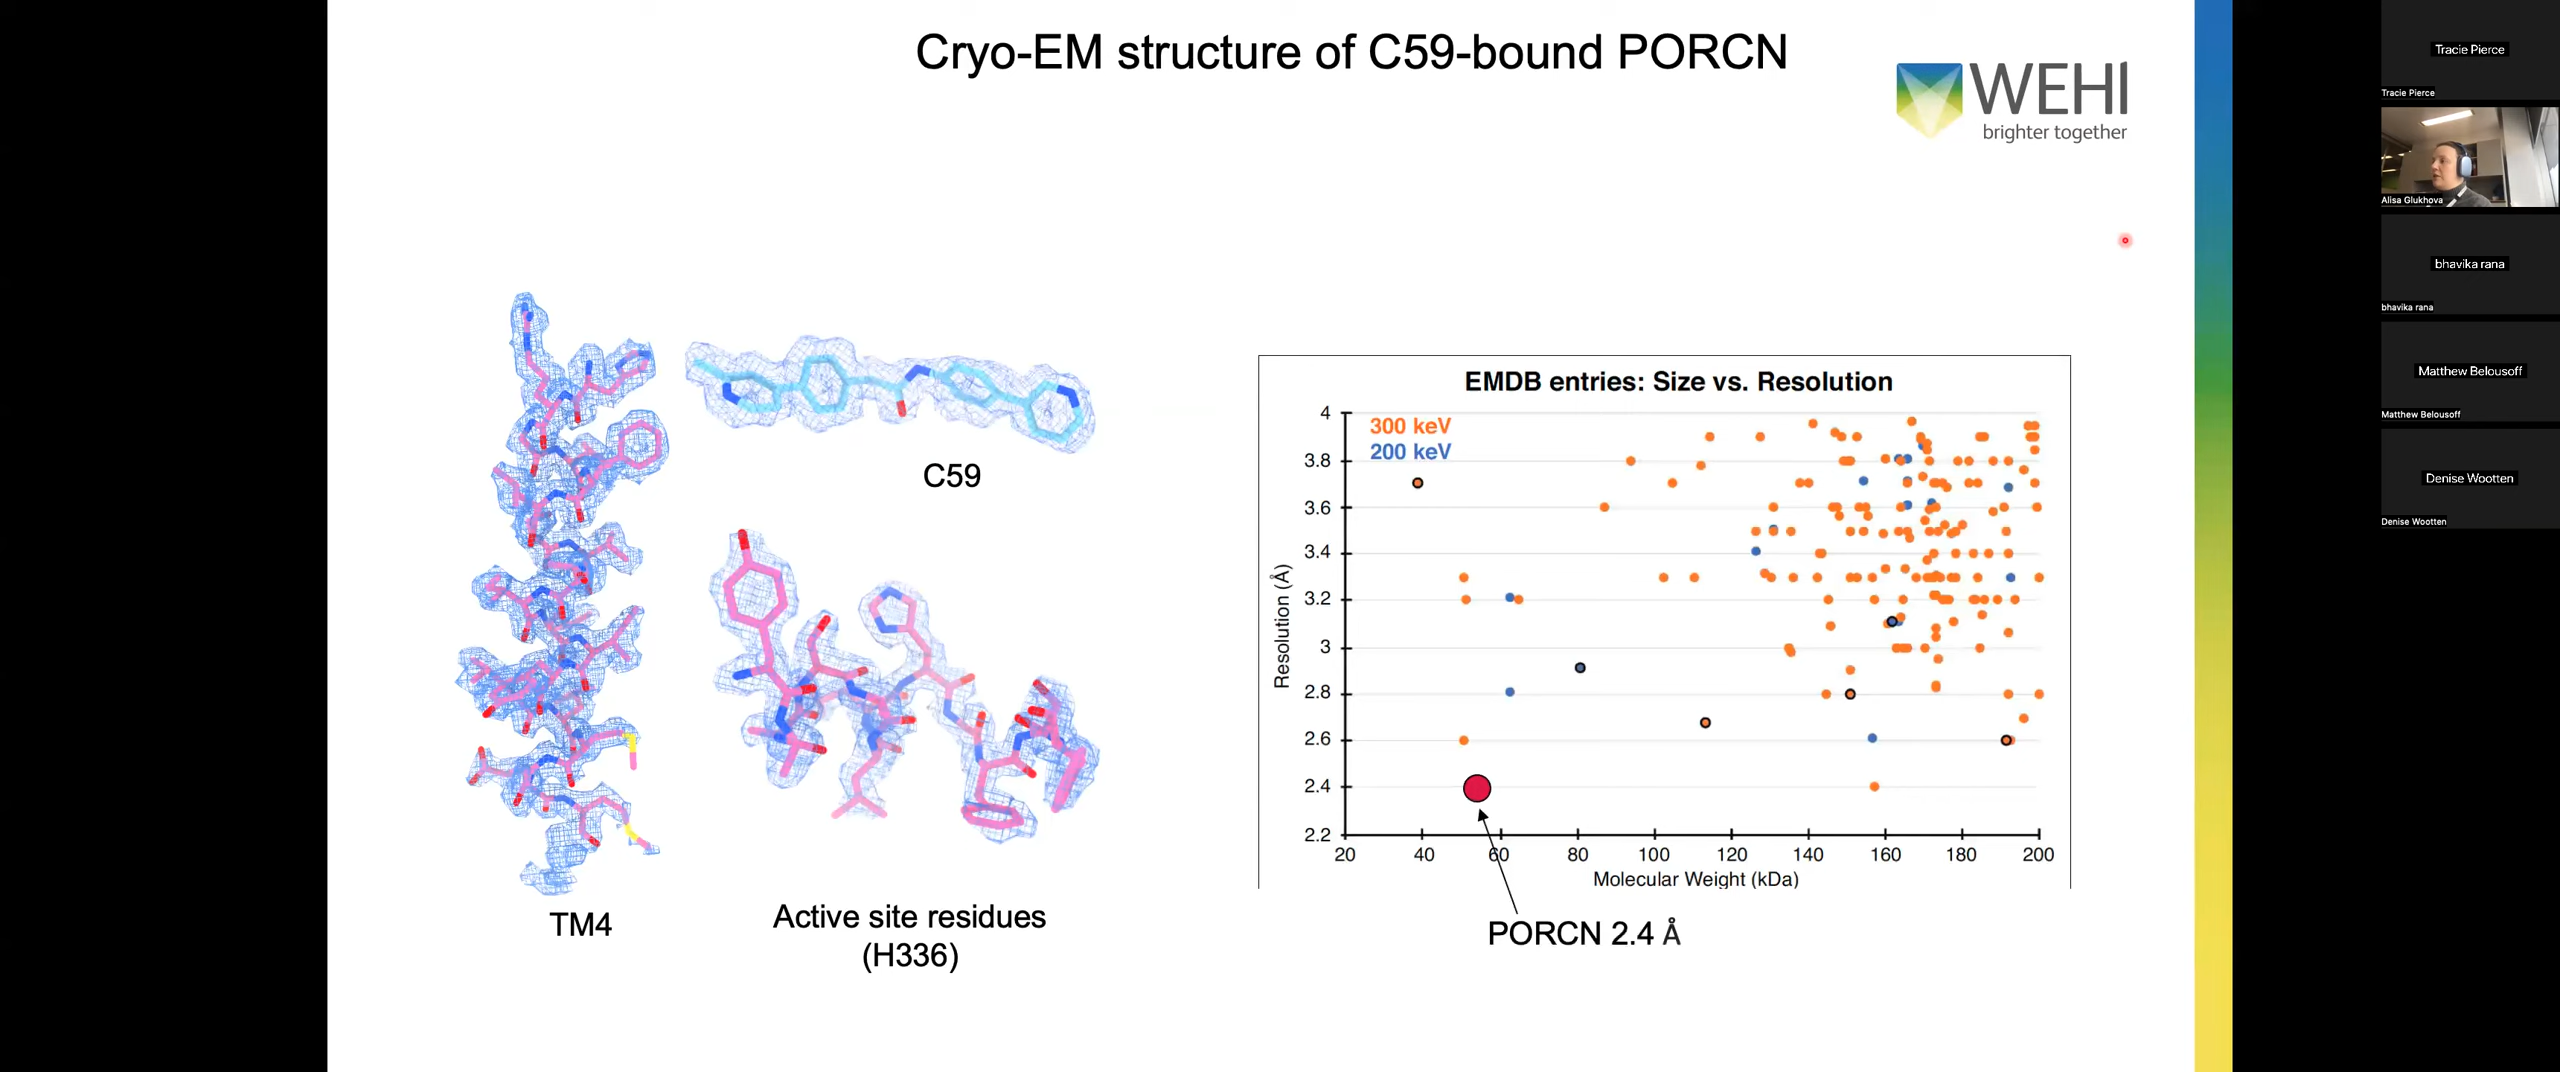 Cryo-EM structure of C59-bound PORCN
WEHI
brighter together
C59
TM4
Active site residues
(H336)
EMDB entries: Size vs. Resolution
300 keV
200 keV
Resolution (Å)
4
3.8
3.6
3.4
3.2
3
2.8
2.6
2.4
2.2
20 40 60 80 100 120 140 160 180 200
Molecular Weight (kDa)
PORCN 2.4 Å
Tracie Pierce
Tracie Pierce
Alisa Glukhova
bhavika rana
bhavika rana
Matthew Belousoff
Matthew Belousoff
Denise Wootten
Denise Wootten